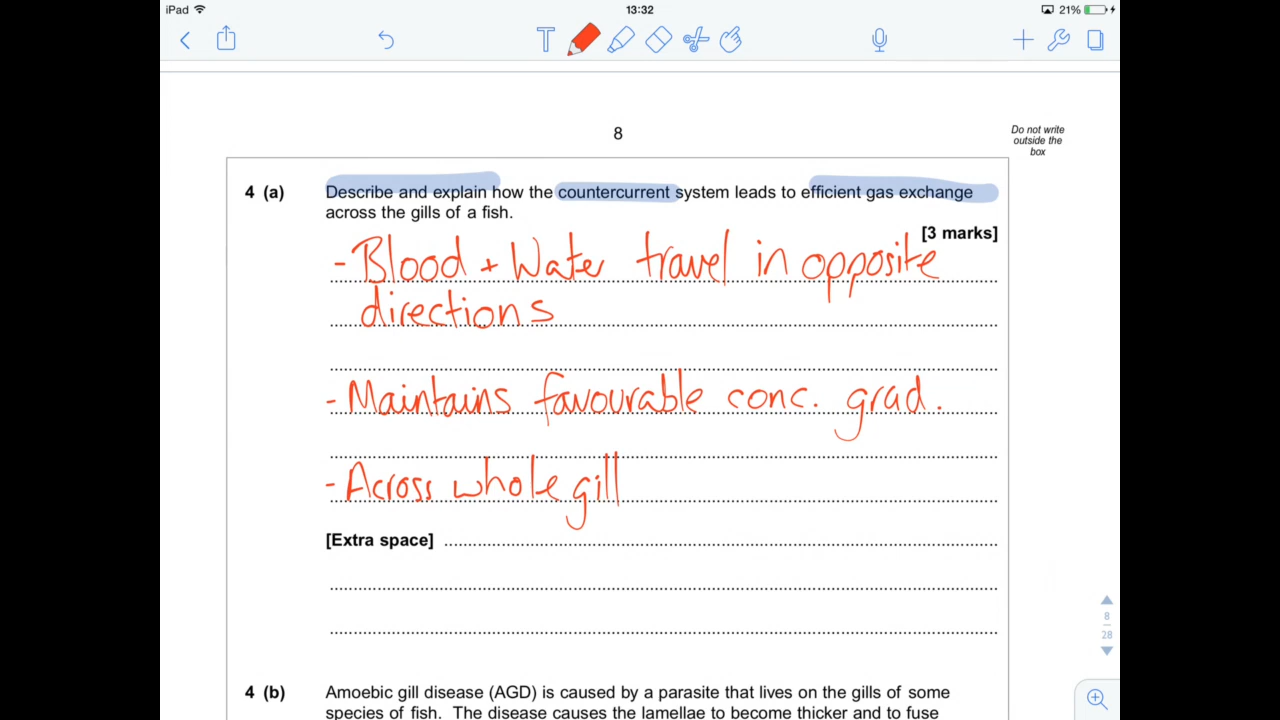 iPad
13:32
21%
8
Do not write
outside the
box
4 (a) Describe and explain how the countercurrent system leads to efficient gas exchange
across the gills of a fish.
[3 marks]
- Blood + Water travel in opposite
directions
- Maintains favourable conc. grad.
- Across whole gill
[Extra space]
8
28
4 (b) Amoebic gill disease (AGD) is caused by a parasite that lives on the gills of some
species of fish. The disease causes the lamellae to become thicker and to fuse